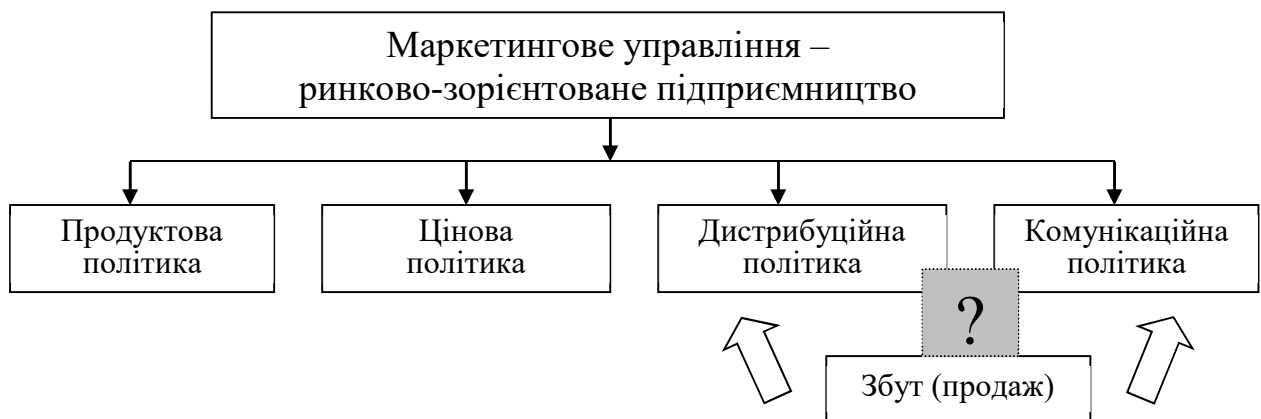 Маркетингове управління –
ринково-зорієнтоване підприємництво
Продуктова
політика
Цінова
політика
Дистрибуційна
політика
Комунікаційна
політика
?
Збут (продаж)